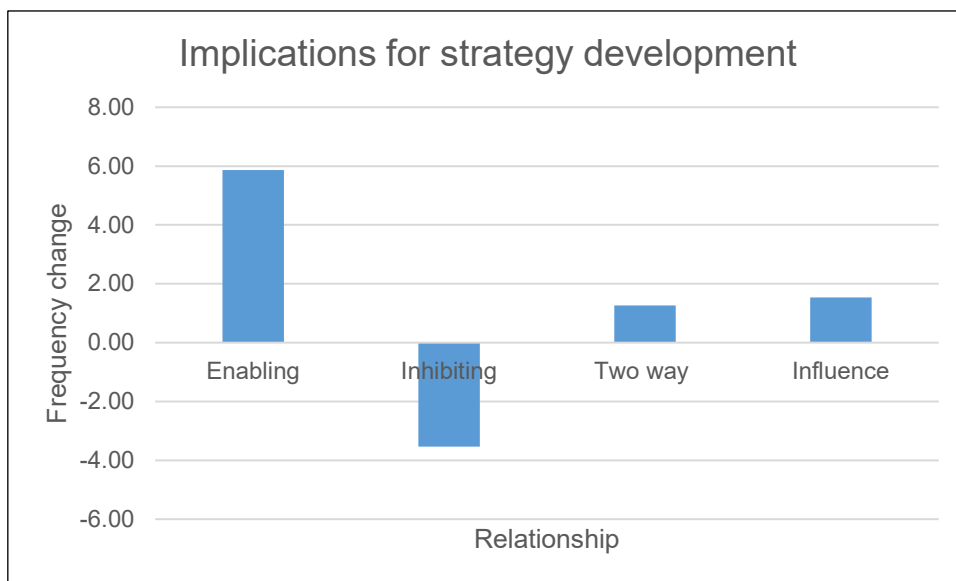 Implications for strategy development
8.00
6.00
4.00
2.00
0.00
-2.00
-4.00
-6.00
Frequency change
Enabling Inhibiting Two way Influence
Relationship